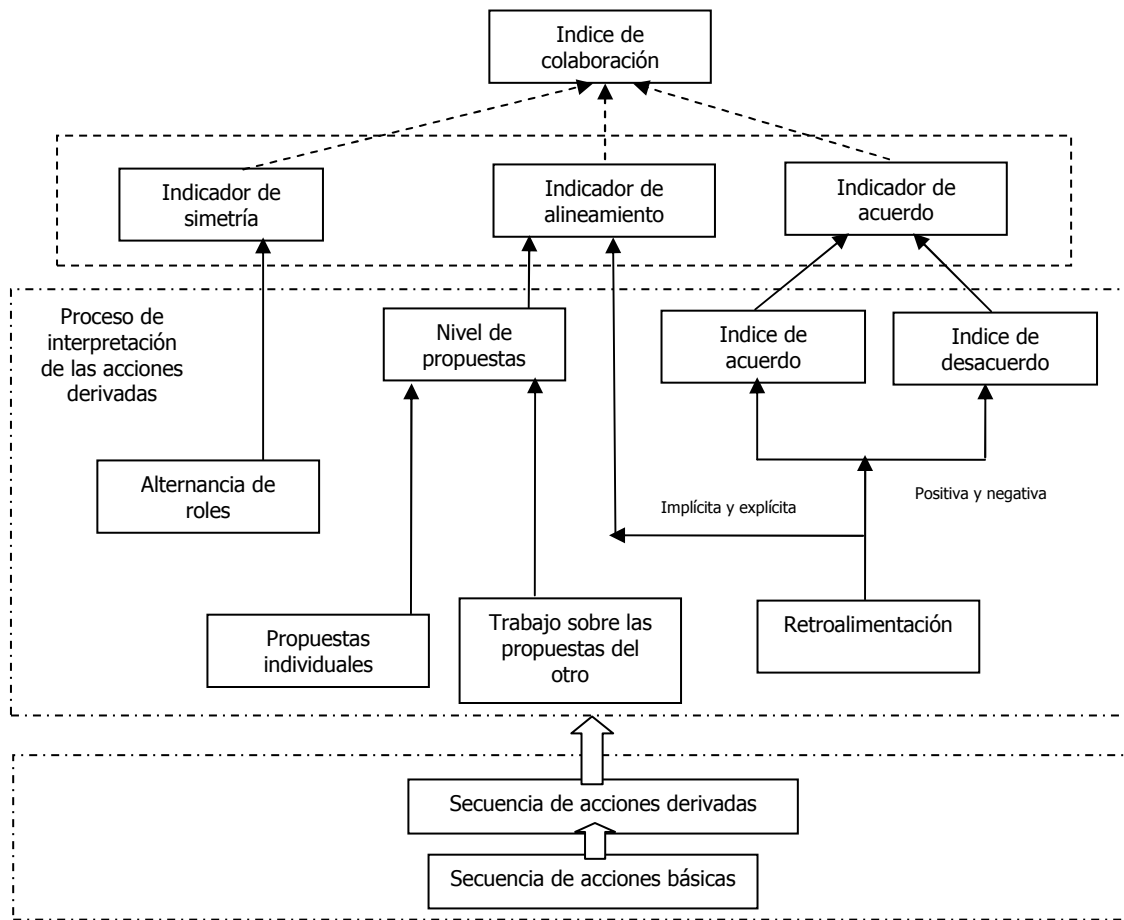 Indice de
colaboración
Indicador de
simetría
Indicador de
alineamiento
Indicador de
acuerdo
Proceso de
interpretación
de las acciones
derivadas
Nivel de
propuestas
Indice de
acuerdo
Indice de
desacuerdo
Alternancia de
roles
Implícita y explícita
Positiva y negativa
Propuestas
individuales
Trabajo sobre las
propuestas del
otro
Retroalimentación
Secuencia de acciones derivadas
Secuencia de acciones básicas